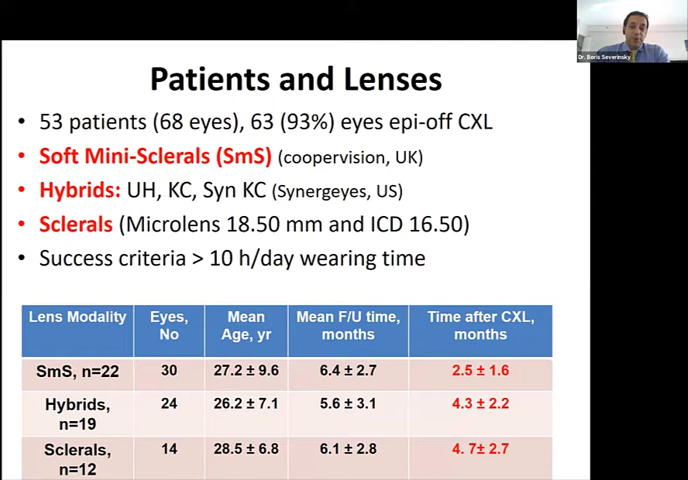 Dr. Boris Severinsky
Patients and Lenses
• 53 patients (68 eyes), 63 (93%) eyes epi-off CXL
• Soft Mini-Sclerals (SmS) (coopervision, UK)
• Hybrids: UH, KC, Syn KC (Synergeyes, US)
• Sclerals (Microlens 18.50 mm and ICD 16.50)
• Success criteria > 10 h/day wearing time
Lens Modality Eyes, No Mean Age, yr Mean F/U time, months Time after CXL, months
SmS, n=22 30 27.2 ± 9.6 6.4 ± 2.7 2.5 ± 1.6
Hybrids, n=19 24 26.2 ± 7.1 5.6 ± 3.1 4.3 ± 2.2
Sclerals, n=12 14 28.5 ± 6.8 6.1 ± 2.8 4. 7± 2.7